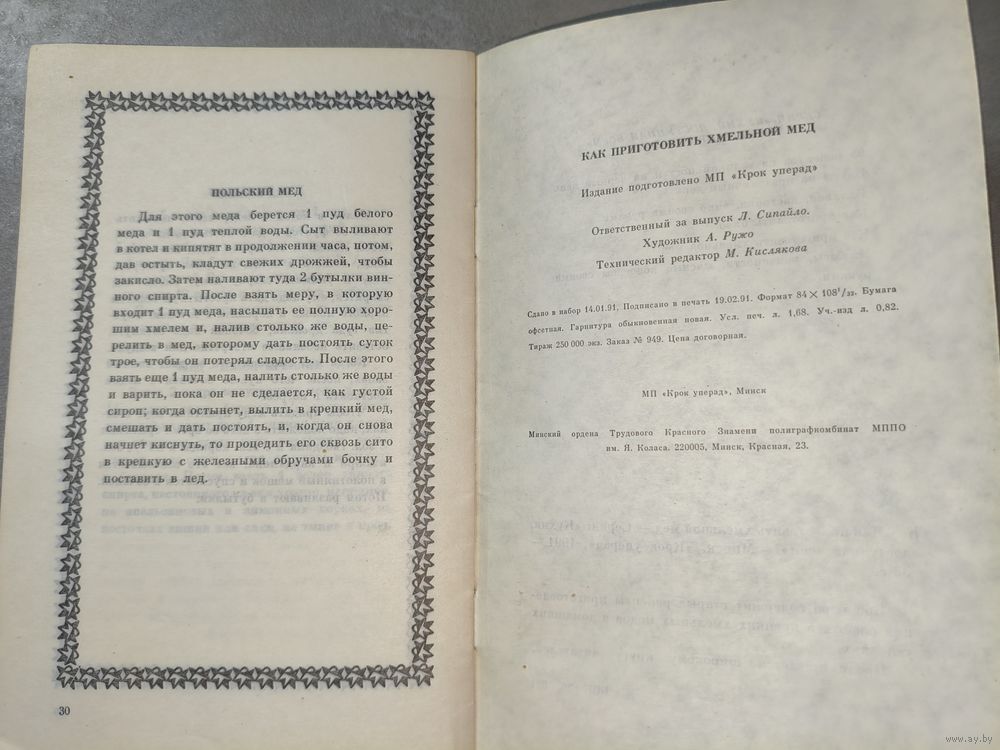 ПОЛЬСКИЙ МЕД
Для этого меда берется 1 пуд белого
меда и 1 пуд теплой воды. Сыт выливают
в котел и кипятят в продолжении часа, потом,
дав остыть, кладут свежих дрожжей, чтобы
закисло. Затем наливают туда 2 бутылки вин-
ного спирта. После взять меру, в которую
входит 1 пуд меда, насыпать ее полную хоро-
шим хмелем и, налив столько же воды, пе-
релить в мед, которому дать постоять суток
трое, чтобы он потерял сладость. После этого
взять еще 1 пуд меда, налить столько же воды
и варить, пока он не сделается, как густой
сироп; когда остынет, вылить в крепкий мед,
смешать и дать постоять, и, когда он снова
начнет киснуть, то процедить его сквозь сито
в крепкую с железными обручами бочку и
поставить в лед.
30
КАК ПРИГОТОВИТЬ ХМЕЛЬНОЙ МЕД
Издание подготовлено МП «Крок уперад»
Ответственный за выпуск Л. Сипайло.
Художник А. Ружо
Технический редактор М. Кислякова
Сдано в набор 14.01.91. Подписано в печать 19.02.91. Формат 84 × 108¹/₃₂. Бумага
офсетная. Гарнитура обыкновенная новая. Усл. печ. л. 1,68. Уч.-изд л. 0,82.
Тираж 250 000 экз. Заказ № 949. Цена договорная.
МП «Крок уперад», Минск
Минский ордена Трудового Красного Знамени полиграфкомбинат МППО
им. Я. Коласа. 220005, Минск, Красная, 23.
www.ay.by